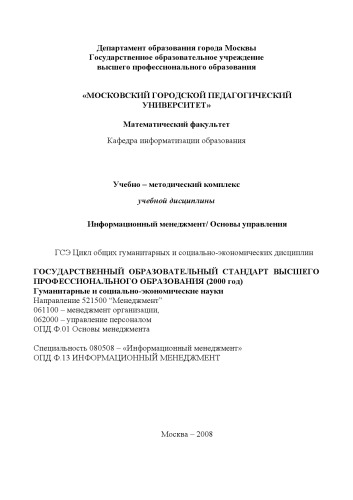 Департамент образования города Москвы
Государственное образовательное учреждение
высшего профессионального образования
«МОСКОВСКИЙ ГОРОДСКОЙ ПЕДАГОГИЧЕСКИЙ
УНИВЕРСИТЕТ»
Математический факультет
Кафедра информатизации образования
Учебно – методический комплекс
учебной дисциплины
Информационный менеджмент/ Основы управления
ГСЭ Цикл общих гуманитарных и социально-экономических дисциплин
ГОСУДАРСТВЕННЫЙ ОБРАЗОВАТЕЛЬНЫЙ СТАНДАРТ ВЫСШЕГО
ПРОФЕССИОНАЛЬНОГО ОБРАЗОВАНИЯ (2000 год)
Гуманитарные и социально-экономические науки
Направление 521500 “Менеджмент”
061100 – менеджмент организации,
062000 – управление персоналом
ОПД.Ф.01 Основы менеджмента
Специальность 080508 – «Информационный менеджмент»
ОПД.Ф.13 ИНФОРМАЦИОННЫЙ МЕНЕДЖМЕНТ
Москва – 2008